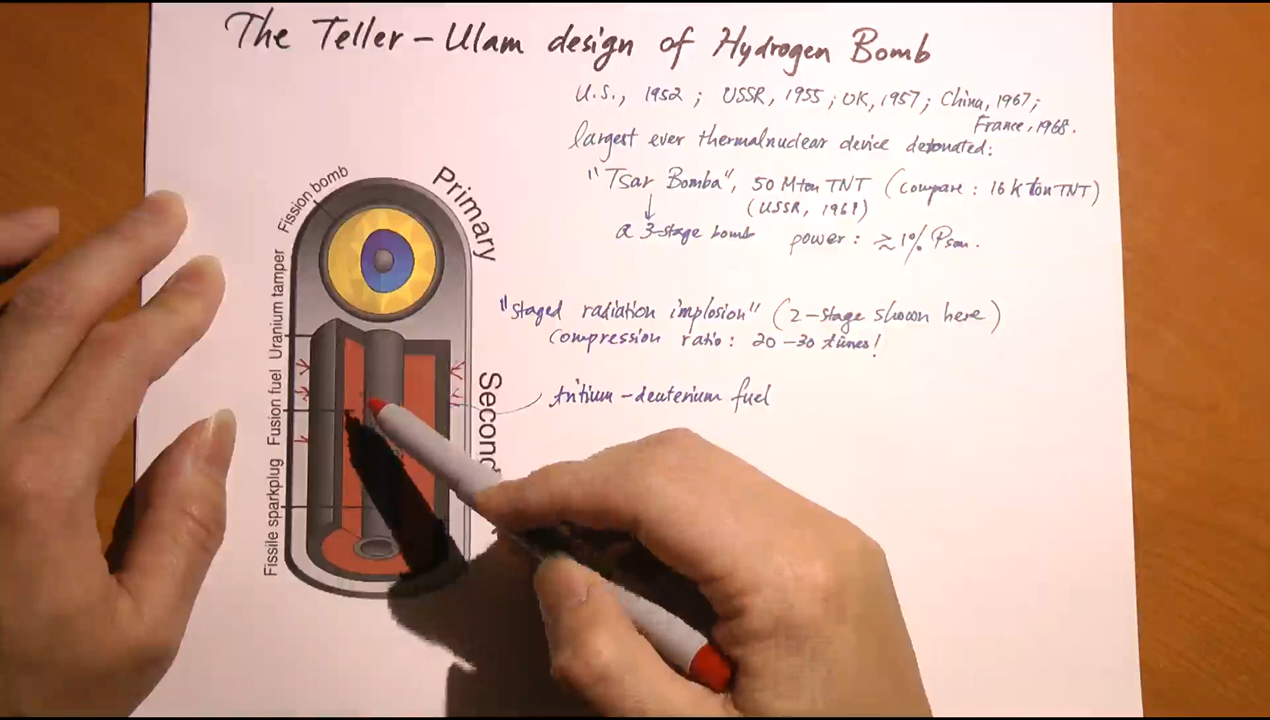 The Teller-Ulam design of Hydrogen Bomb
U.S., 1952 ; USSR, 1955 ; UK, 1957 ; China, 1967 ;
France, 1968.
largest ever thermalnuclear device detonated:
"Tsar Bomba", 50 Mton TNT (compare : 16 k ton TNT)
(USSR, 1961)
a 3-stage bomb power : ≳1% Psun.
Fission bomb
Primary
Uranium tamper
"staged radiation implosion" (2-stage shown here)
compression ratio : 20-30 times!
Fusion fuel
tritium-deuterium fuel
Second
Fissile sparkplug